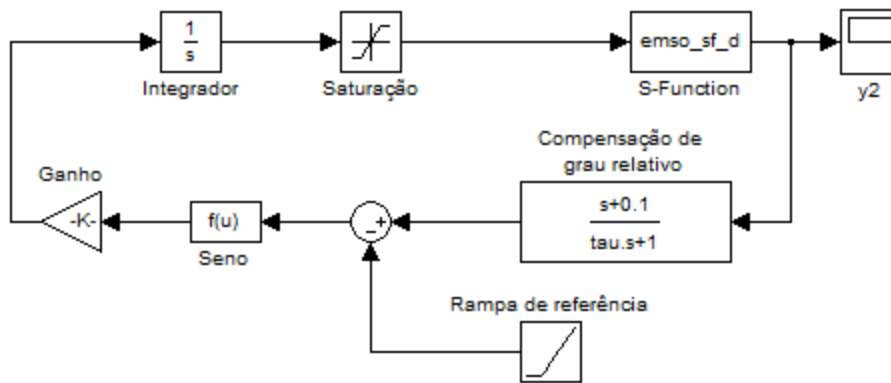 1
s
Integrador
Saturação
emso_sf_d
S-Function
y2
Compensação de
grau relativo
s+0.1
tau.s+1
Ganho
-K-
f(u)
Seno
Rampa de referência